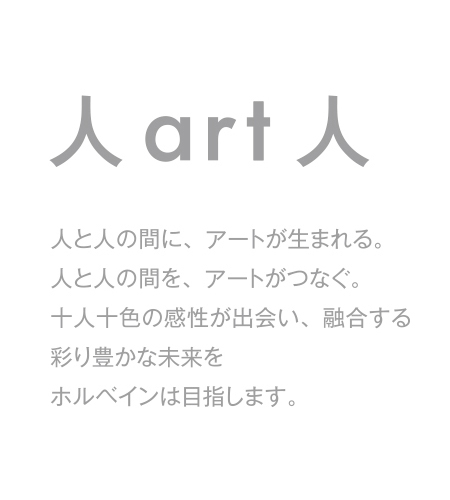 人 art 人
人と人の間に、アートが生まれる。
人と人の間を、アートがつなぐ。
十人十色の感性が出会い、融合する
彩り豊かな未来を
ホルベインは目指します。